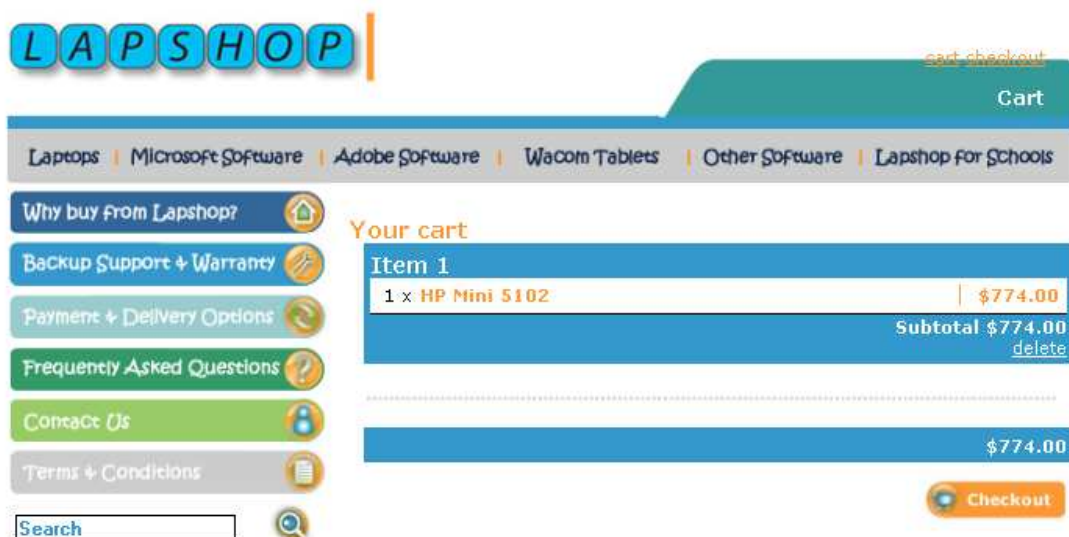 LAPSHOP
cart checkout
Cart
Laptops | Microsoft Software | Adobe Software | Wacom Tablets | Other Software | Lapshop for Schools
Why buy from Lapshop?
Backup Support + Warranty
Payment + Delivery Options
Frequently Asked Questions
Contact Us
Terms + Conditions
Search
Your cart
Item 1
1 x HP Mini 5102 | $774.00
Subtotal $774.00
delete
$774.00
Checkout